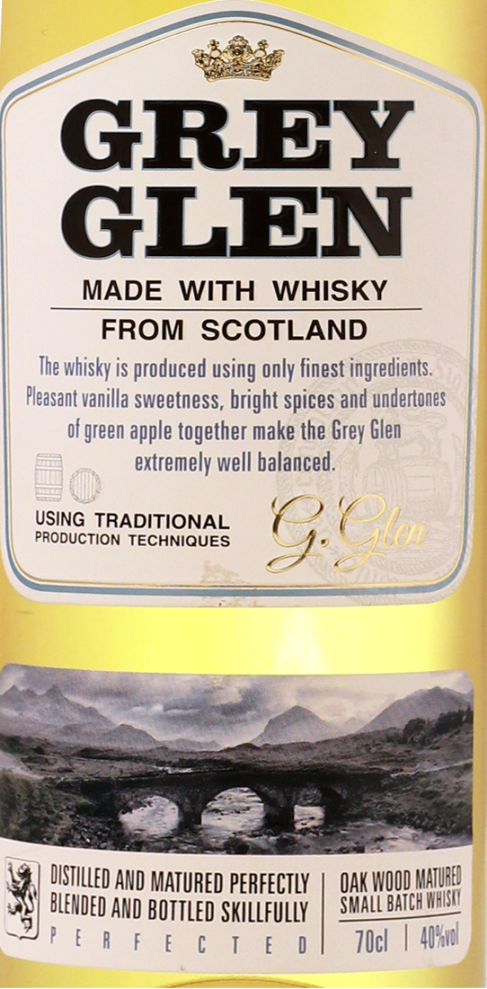 GREY
GLEN
MADE WITH WHISKY
FROM SCOTLAND
The whisky is produced using only finest ingredients.
Pleasant vanilla sweetness, bright spices and undertones
of green apple together make the Grey Glen
extremely well balanced.
USING TRADITIONAL
PRODUCTION TECHNIQUES
G. Glen
DISTILLED AND MATURED PERFECTLY
BLENDED AND BOTTLED SKILLFULLY
PERFECTED
OAK WOOD MATURED
SMALL BATCH WHISKY
70cl | 40%vol